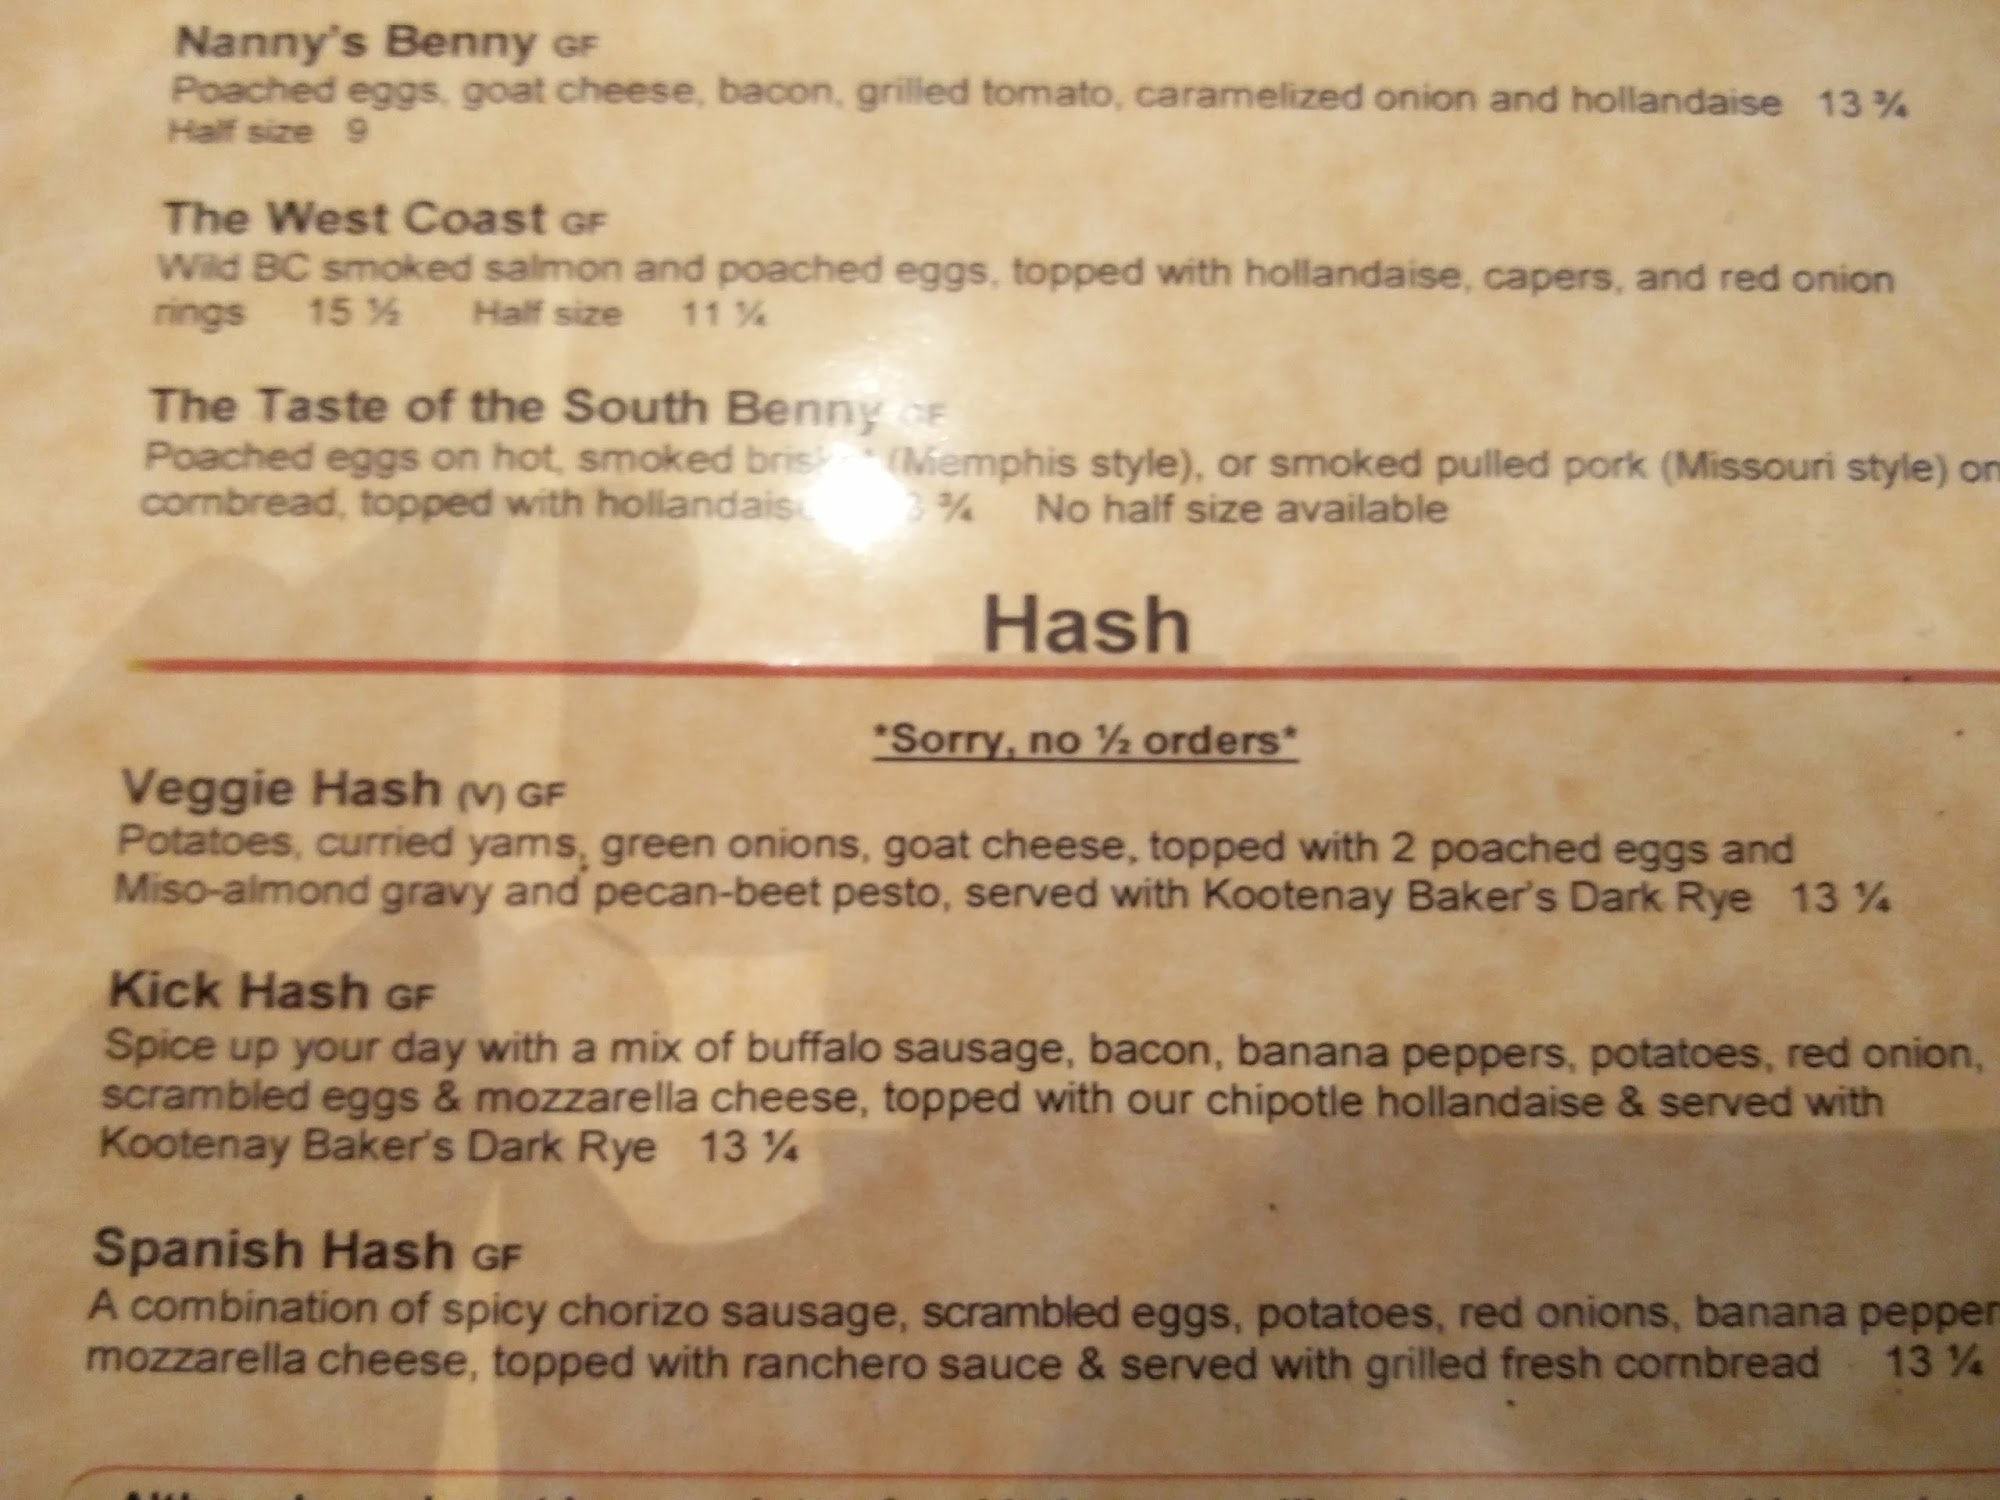 Nanny's Benny GF
Poached eggs, goat cheese, bacon, grilled tomato, caramelized onion and hollandaise 13 ¾
Half size 9
The West Coast GF
Wild BC smoked salmon and poached eggs, topped with hollandaise, capers, and red onion
rings 15 ½ Half size 11 ¼
The Taste of the South Benny GF
Poached eggs on hot, smoked (Memphis style), or smoked pulled pork (Missouri style) on
cornbread, topped with ¾ No half size available
Hash
*Sorry, no ½ orders*
Veggie Hash (V) GF
Potatoes, curried yams, green onions, goat cheese, topped with 2 poached eggs and
Miso-almond gravy and pecan-beet pesto, served with Kootenay Baker's Dark Rye 13 ¼
Kick Hash GF
Spice up your day with a mix of buffalo sausage, bacon, banana peppers, potatoes, red onion,
scrambled eggs & mozzarella cheese, topped with our chipotle hollandaise & served with
Kootenay Baker's Dark Rye 13 ¼
Spanish Hash GF
A combination of spicy chorizo sausage, scrambled eggs, potatoes, red onions, banana pepper
mozzarella cheese, topped with ranchero sauce & served with grilled fresh cornbread 13 ¼